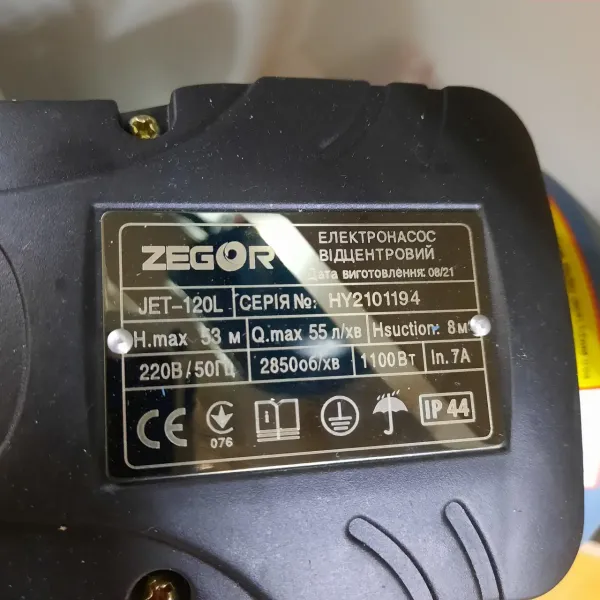 ZEGOR
ЕЛЕКТРОНАСОС
ВІДЦЕНТРОВИЙ
Дата виготовлення: 08/21
JET-120L СЕРІЯ №: HY2101194
H.max 53 м Q.max 55 л/хв Hsuction: 8м
220В/50Гц 2850об/хв 1100Вт In.7A
CE 076 IP 44